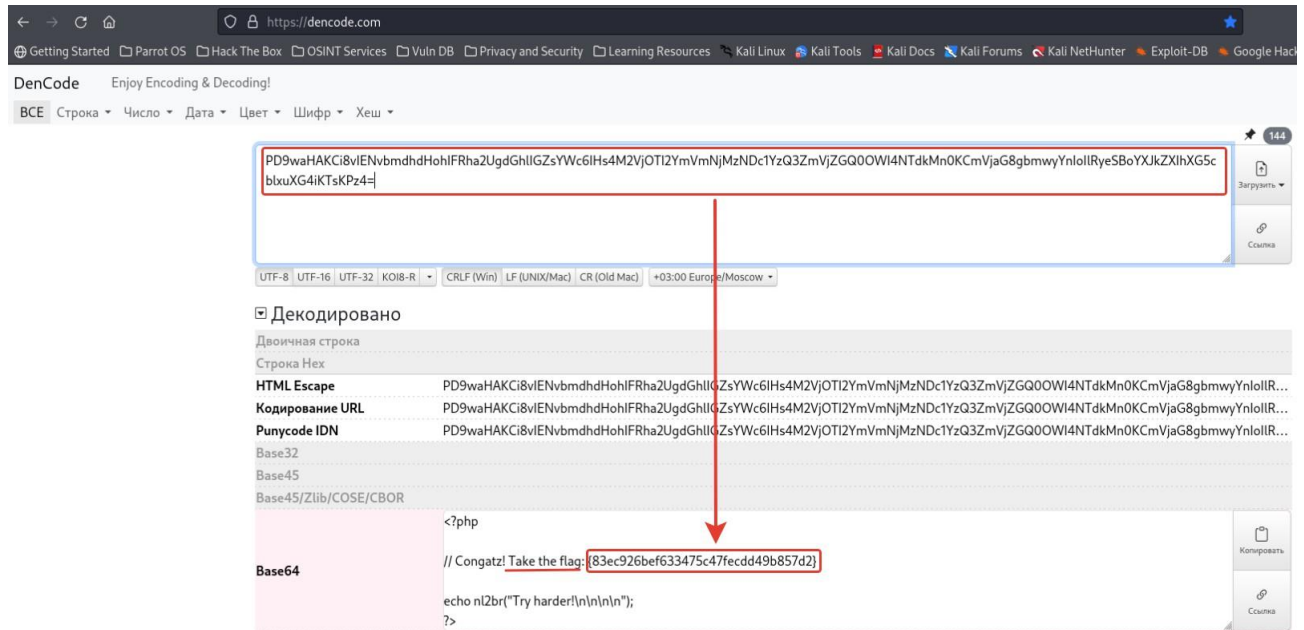 https://dencode.com
Getting Started Parrot OS Hack The Box OSINT Services Vuln DB Privacy and Security Learning Resources Kali Linux Kali Tools Kali Docs Kali Forums Kali NetHunter Exploit-DB Google Hack
DenCode Enjoy Encoding & Decoding!
ВСЕ Строка Число Дата Цвет Шифр Хеш
144
PD9waHAKCi8vIENvbmdhdHohIFRha2UgdGhlIGZsYWc6IHs4M2VjOTI2YmVmNjMzNDc1YzQ3ZmVjZGQ0OWI4NTdkMn0KCmVjaG8gbmwyYnIoIlRyeSBoYXJkZXIhXG5c
blxuXG4iKTsKPz4=
Загрузить
Ссылка
UTF-8 UTF-16 UTF-32 KOI8-R CRLF (Win) LF (UNIX/Mac) CR (Old Mac) +03:00 Europe/Moscow
Декодировано
Двоичная строка
Строка Hex
HTML Escape PD9waHAKCi8vIENvbmdhdHohIFRha2UgdGhlIGZsYWc6IHs4M2VjOTI2YmVmNjMzNDc1YzQ3ZmVjZGQ0OWI4NTdkMn0KCmVjaG8gbmwyYnIoIlR...
Кодирование URL PD9waHAKCi8vIENvbmdhdHohIFRha2UgdGhlIGZsYWc6IHs4M2VjOTI2YmVmNjMzNDc1YzQ3ZmVjZGQ0OWI4NTdkMn0KCmVjaG8gbmwyYnIoIlR...
Punycode IDN PD9waHAKCi8vIENvbmdhdHohIFRha2UgdGhlIGZsYWc6IHs4M2VjOTI2YmVmNjMzNDc1YzQ3ZmVjZGQ0OWI4NTdkMn0KCmVjaG8gbmwyYnIoIlR...
Base32
Base45
Base45/Zlib/COSE/CBOR
Base64
<?php
// Congatz! Take the flag: {83ec926bef633475c47fecdd49b857d2}
echo nl2br("Try harder!\n\n\n\n");
?>
Копировать
Ссылка